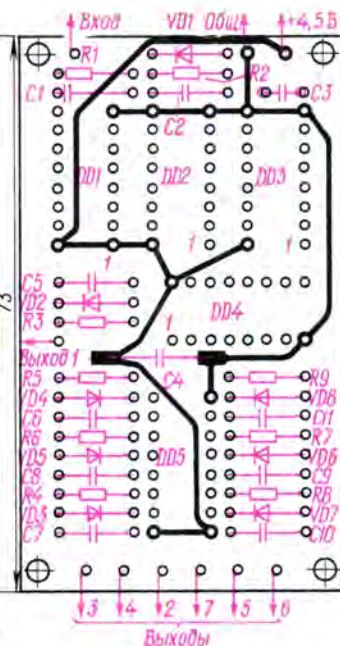 Вход VD1 Общ. +4,5 В
R1
R2
C1 C2 C3
DD1 DD2 DD3
1 1 1
C5
VD2
R3
DD4
1
Выход 1
C4
R5 R9
VD4 VD8
C6 C11
R6 R7
VD5 DD5 VD6
C8 C9
R4 R8
VD3 VD7
C7 C10
3 4 2 7 5 6
Выходы
73